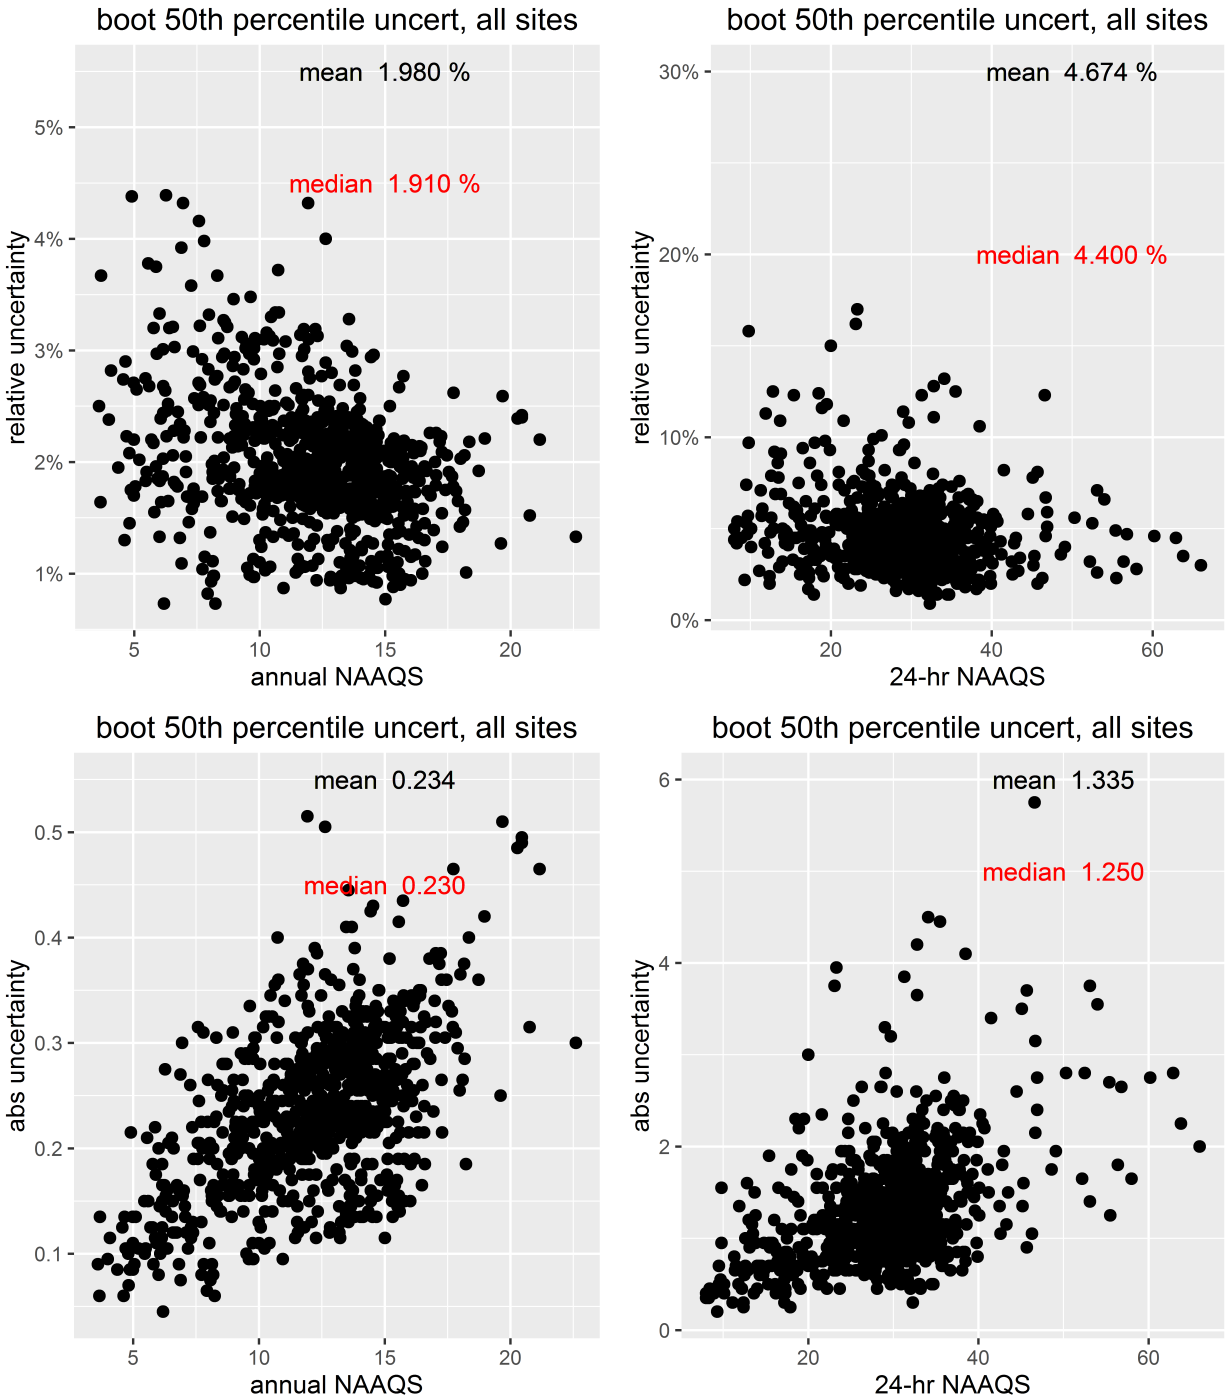 boot 50th percentile uncert, all sites
mean 1.980 %
median 1.910 %
relative uncertainty
5%
4%
3%
2%
1%
5 10 15 20
annual NAAQS
boot 50th percentile uncert, all sites
mean 4.674 %
median 4.400 %
relative uncertainty
30%
20%
10%
0%
20 40 60
24-hr NAAQS
boot 50th percentile uncert, all sites
mean 0.234
median 0.230
abs uncertainty
0.5
0.4
0.3
0.2
0.1
5 10 15 20
annual NAAQS
boot 50th percentile uncert, all sites
mean 1.335
median 1.250
abs uncertainty
6
4
2
0
20 40 60
24-hr NAAQS